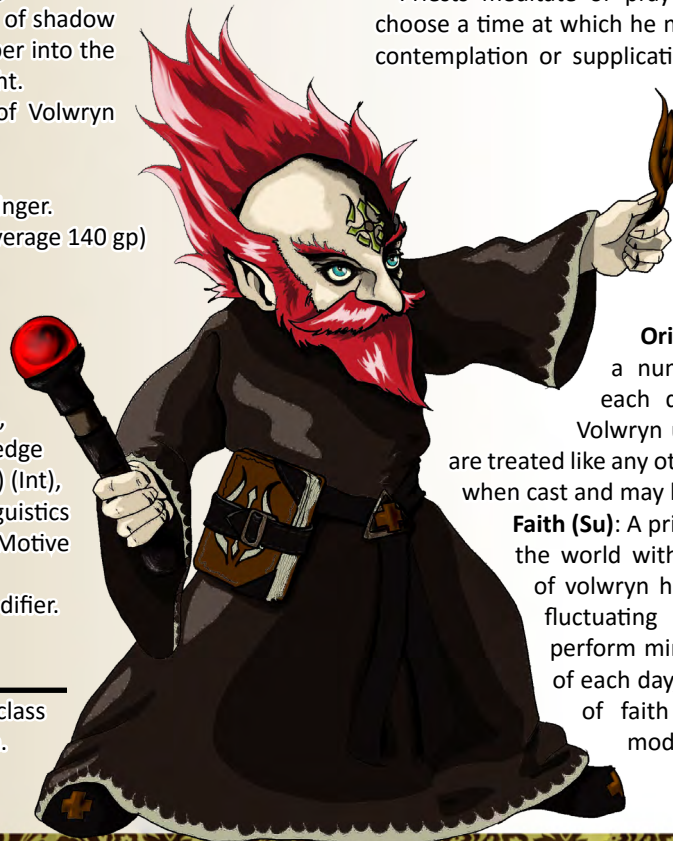 of shadow
per into the
of Volwryn
nger.
verage 140 gp)
,
edge
) (Int),
guistics
Motive
difier.
class
.
Priests meditate or pray
choose a time at which he
contemplation or supplicati
Ori
a nu
each
Volwryn
are treated like any ot
when cast and may
Faith (Su): A pri
the world with
of volwryn h
fluctuating
perform min
of each day
of faith
mod